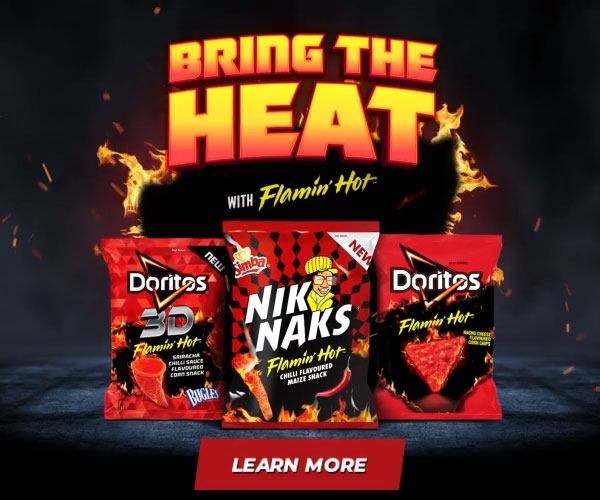 BRING THE
HEAT
WITH Flamin' Hot
NEW
Doritos
3D
Flamin' Hot
SRIRACHA
CHILLI SAUCE
FLAVOURED
CORN SNACK
BUGLES
Simba
NEW
NIK
NAKS
Flamin' Hot
CHILLI FLAVOURED
MAIZE SNACK
Doritos
Flamin' Hot
NACHO CHEESE
FLAVOURED
CORN CHIPS
LEARN MORE